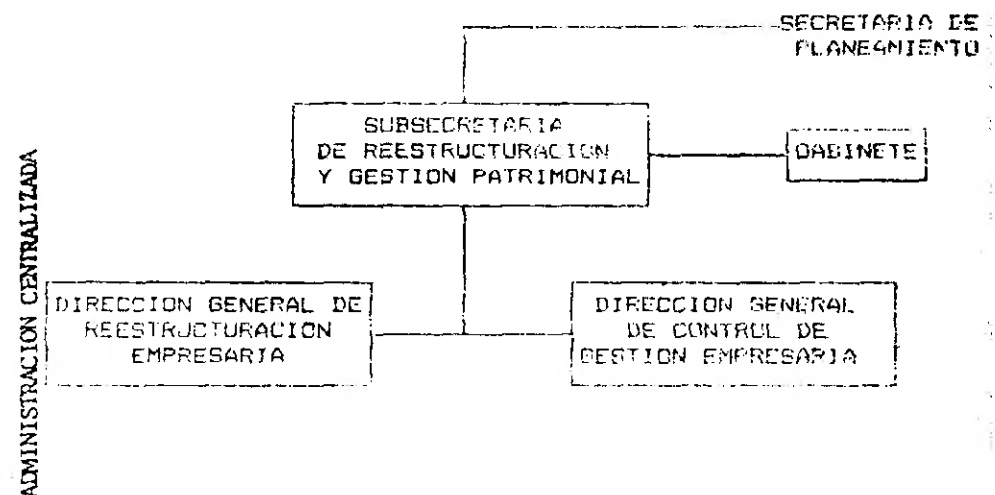 SECRETARIA DE
PLANEAMIENTO
SUBSECRETARIA
DE REESTRUCTURACION
Y GESTION PATRIMONIAL
GABINETE
ADMINISTRACION CENTRALIZADA
DIRECCION GENERAL DE
REESTRUCTURACION
EMPRESARIA
DIRECCION GENERAL
DE CONTROL DE
GESTION EMPRESARIA